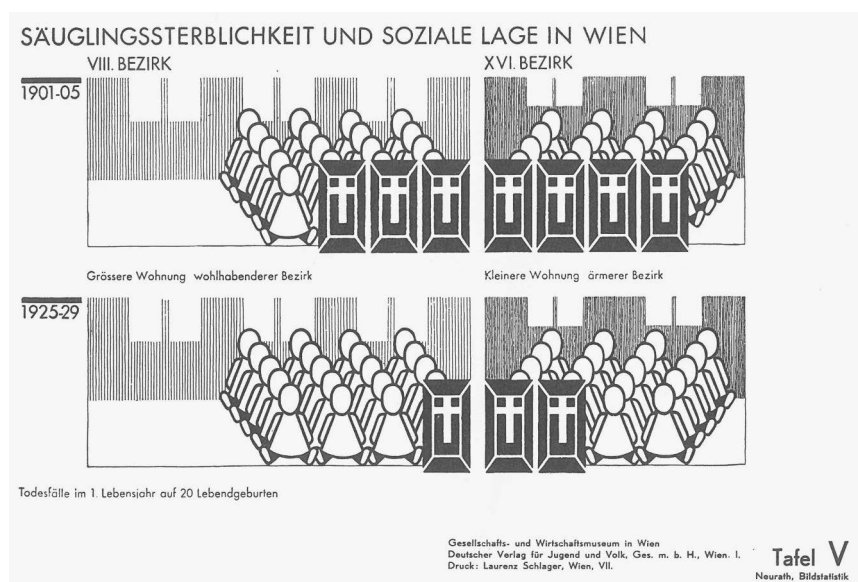 SÄUGLINGSSTERBLICHKEIT UND SOZIALE LAGE IN WIEN
VIII. BEZIRK
XVI. BEZIRK
1901-05
Grössere Wohnung wohlhabenderer Bezirk
Kleinere Wohnung ärmerer Bezirk
1925-29
Todesfälle im 1. Lebensjahr auf 20 Lebendgeburten
Gesellschafts- und Wirtschaftsmuseum in Wien
Deutscher Verlag für Jugend und Volk, Ges. m. b. H., Wien. I.
Druck: Laurenz Schlager, Wien, VII.
Tafel V
Neurath, Bildstatistik